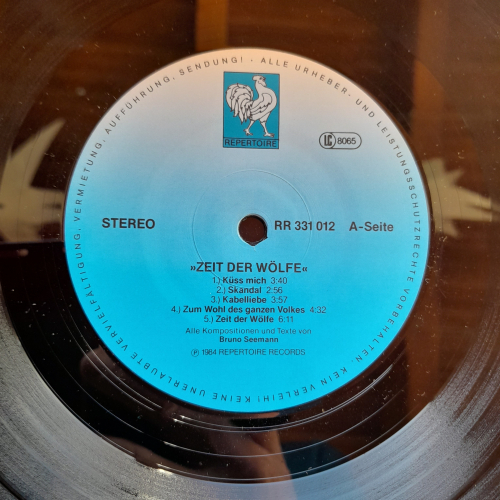 ALLE URHEBER- UND LEISTUNGSSCHUTZRECHTE VORBEHALTEN. KEIN VERLEIH! KEINE UNERLAUBTE VERVIELFÄLTIGUNG, VERMIETUNG, AUFFÜHRUNG, SENDUNG! -
REPERTOIRE
LC 8065
STEREO
RR 331 012 A-Seite
»ZEIT DER WÖLFE«
1.) Küss mich 3:40
2.) Skandal 2:56
3.) Kabelliebe 3:57
4.) Zum Wohl des ganzen Volkes 4:32
5.) Zeit der Wölfe 6:11
Alle Kompositionen und Texte von
Bruno Seemann
℗ 1984 REPERTOIRE RECORDS